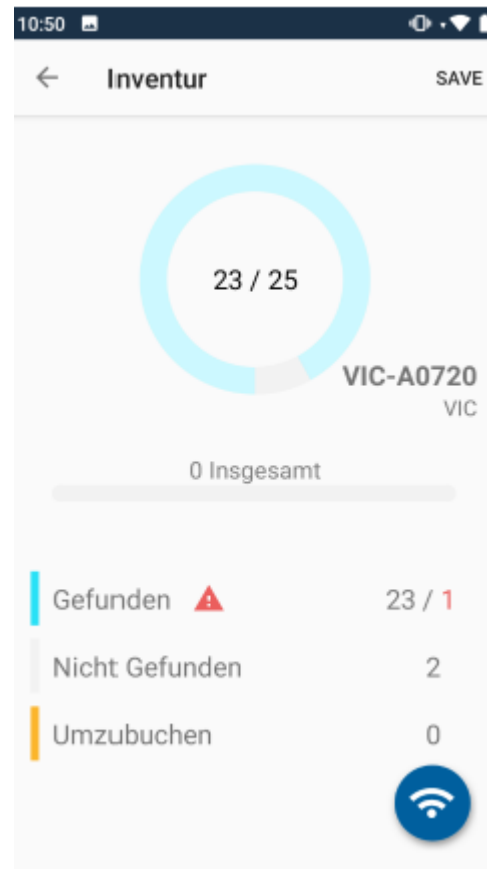 10:50
Inventur SAVE
23 / 25
VIC-A0720
VIC
0 Insgesamt
Gefunden 23 / 1
Nicht Gefunden 2
Umzubuchen 0